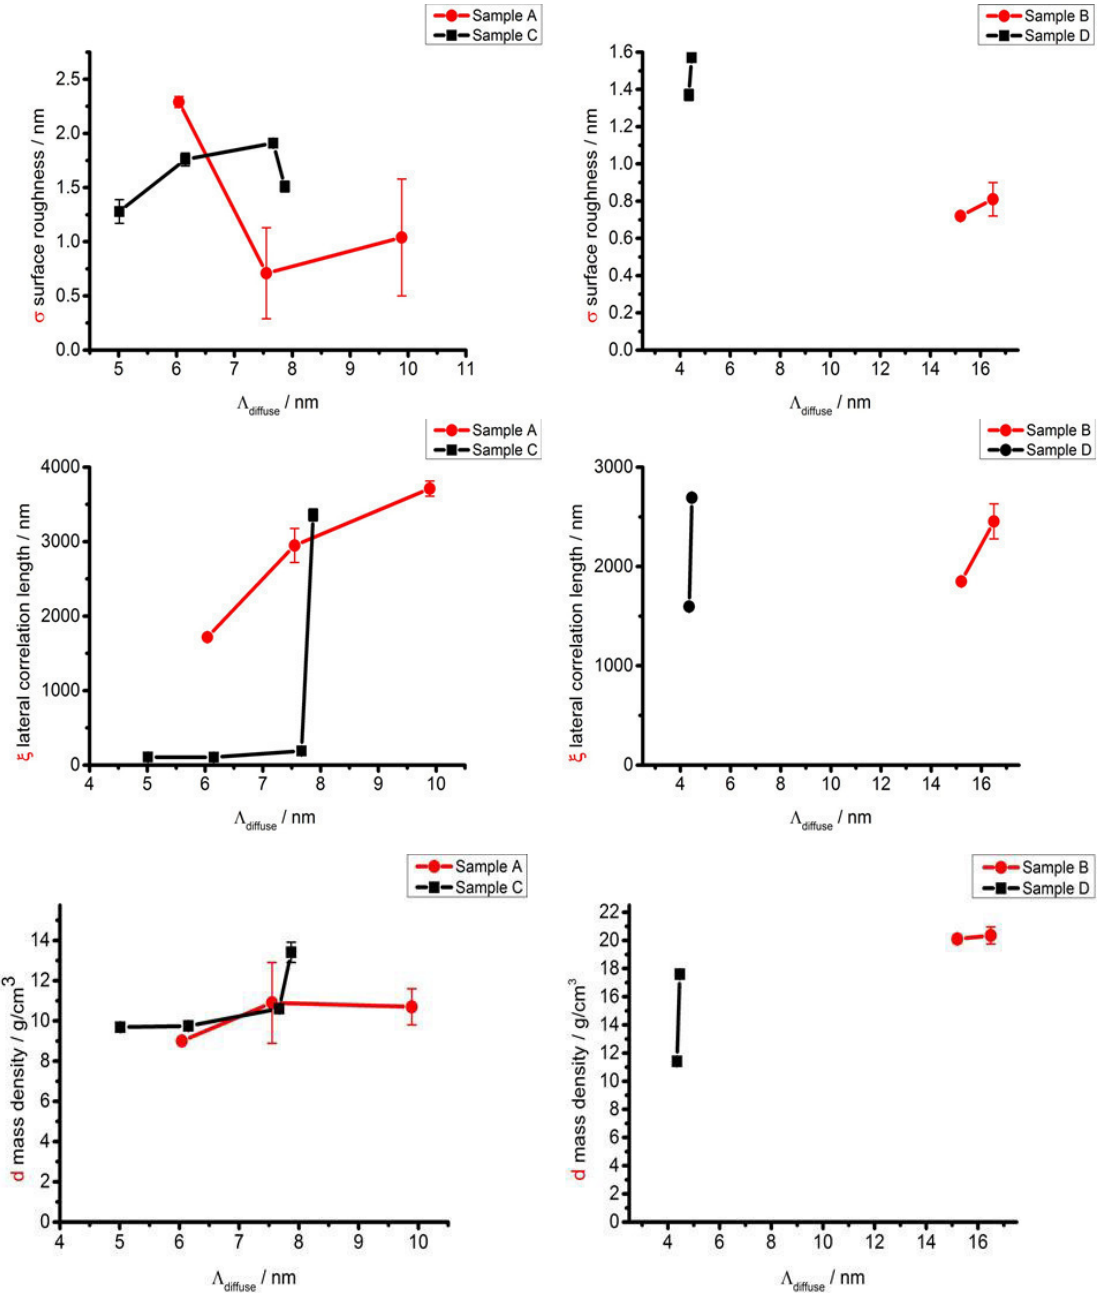 Sample A
Sample C
2.5
2.0
1.5
1.0
0.5
0.0
σ surface roughness / nm
5 6 7 8 9 10 11
Λdiffuse / nm
Sample B
Sample D
1.6
1.4
1.2
1.0
0.8
0.6
0.4
0.2
0.0
σ surface roughness / nm
4 6 8 10 12 14 16
Λdiffuse / nm
Sample A
Sample C
4000
3000
2000
1000
0
ξ lateral correlation length / nm
4 5 6 7 8 9 10
Λdiffuse / nm
Sample B
Sample D
3000
2000
1000
0
ξ lateral correlation length / nm
4 6 8 10 12 14 16
Λdiffuse / nm
Sample A
Sample C
14
12
10
8
6
4
2
0
d mass density / g/cm3
4 5 6 7 8 9 10
Λdiffuse / nm
Sample B
Sample D
22
20
18
16
14
12
10
8
6
4
2
0
d mass density / g/cm3
4 6 8 10 12 14 16
Λdiffuse / nm